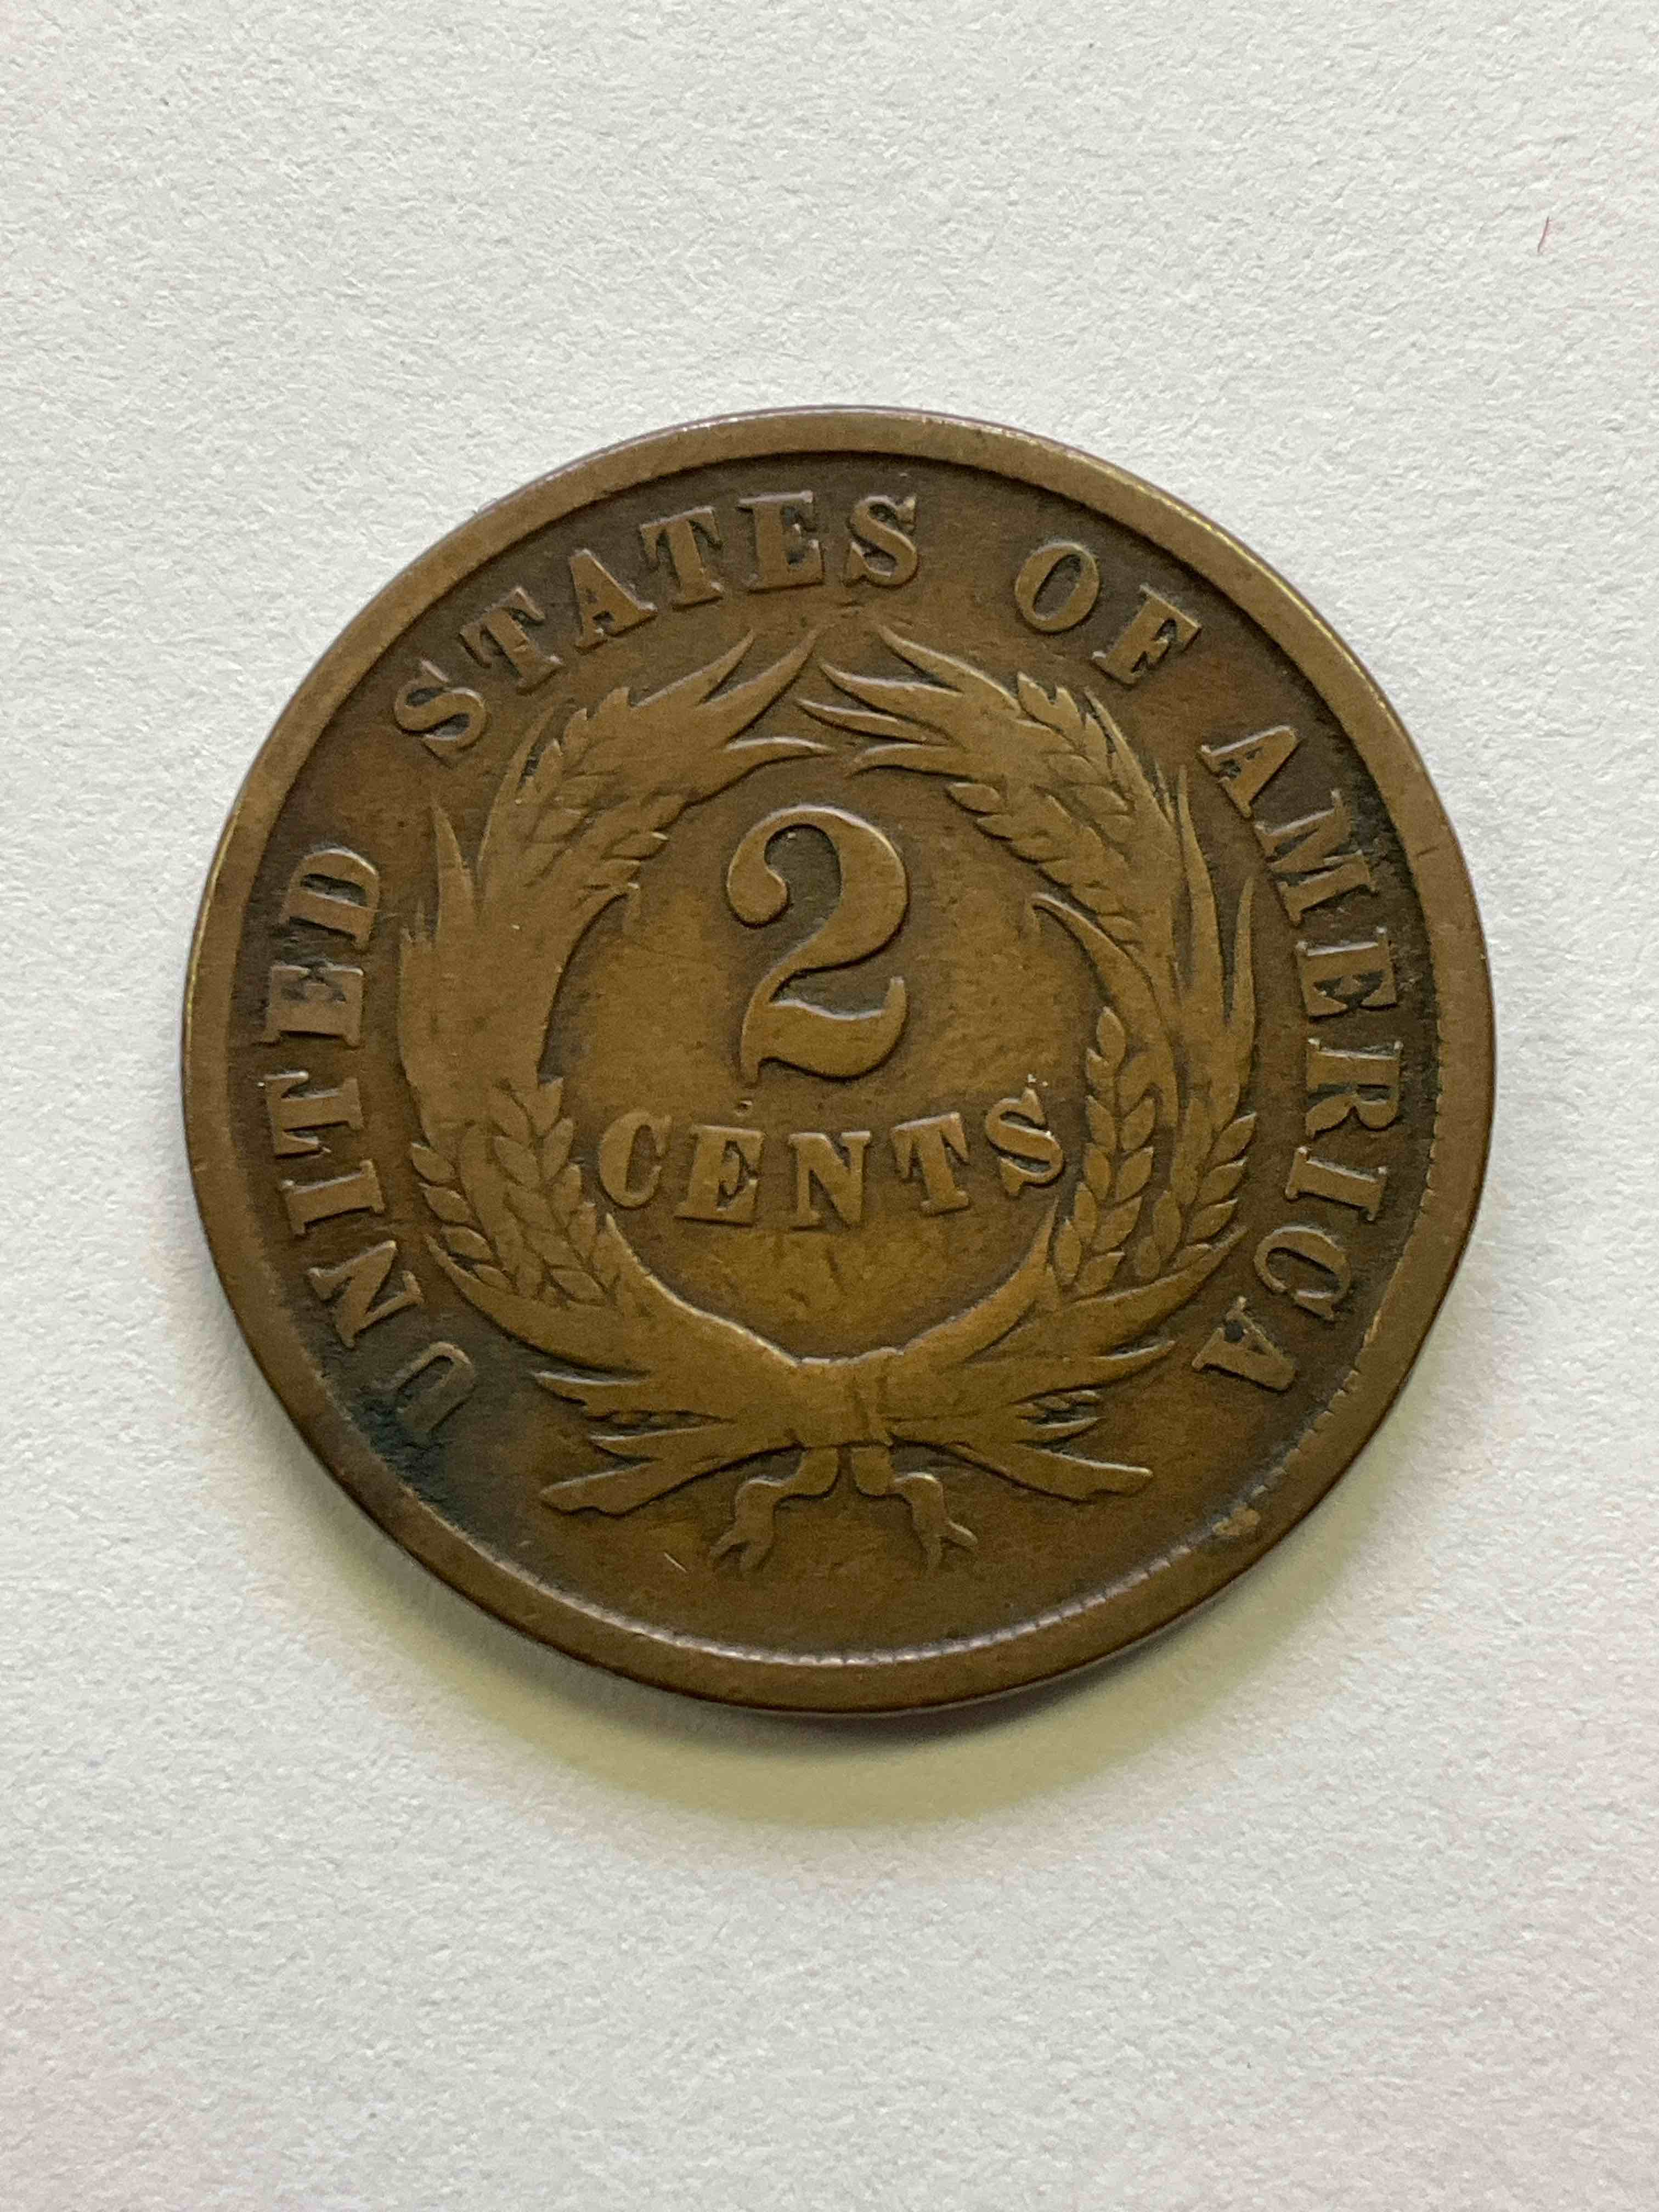 UNITED STATES OF AMERICA
2
CENTS